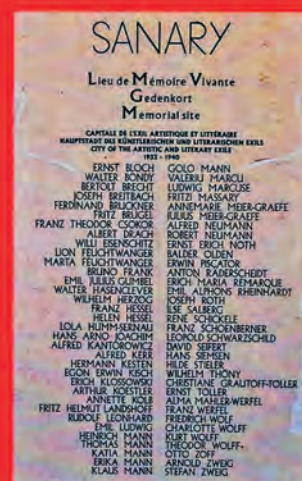 SANARY
Lieu de Mémoire Vivante
Gedenkort
Memorial site
CAPITALE DE L'EXIL ARTISTIQUE ET LITTÉRAIRE
HAUPTSTADT DES KÜNSTLERISCHEN UND LITERARISCHEN EXILS
CITY OF THE ARTISTIC AND LITERARY EXILE
1933 - 1940
ERNST BLOCH GOLO MANN
WALTER BONDY VALERIU MARCU
BERTOLT BRECHT LUDWIG MARCUSE
JOSEPH BREITBACH FRITZI MASSARY
FERDINAND BRUCKNER ANNEMARIE MEIER-GRAEFE
FRITZ BRÜGEL JULIUS MEIER-GRAEFE
FRANZ THEODOR CSOKOR ALFRED NEUMANN
ALBERT DRACH ROBERT NEUMANN
WILLI EISENSCHITZ ERNST ERICH NOTH
LION FEUCHTWANGER BALDER OLDEN
MARTA FEUCHTWANGER ERWIN PISCATOR
BRUNO FRANK ANTON RÄDERSCHEIDT
EMIL JULIUS GUMBEL ERICH MARIA REMARQUE
WALTER HASENCLEVER EMIL ALPHONS RHEINHARDT
WILHELM HERZOG JOSEPH ROTH
FRANZ HESSEL ILSE SALBERG
HELEN HESSEL RENE SCHICKELE
LOLA HUMM-SERNAU FRANZ SCHOENBERNER
HANS ARNO JOACHIM LEOPOLD SCHWARZSCHILD
ALFRED KANTOROWICZ DAVID SEIFERT
ALFRED KERR HANS SIEMSEN
HERMANN KESTEN HILDE STIELER
EGON ERWIN KISCH WILHELM THÖNY
ERICH KLOSSOWSKI CHRISTIANE GRAUTOFF-TOLLER
ARTHUR KOESTLER ERNST TOLLER
ANNETTE KOLB ALMA MAHLER-WERFEL
FRITZ HELMUT LANDSHOFF FRANZ WERFEL
RUDOLF LEONHARD FRIEDRICH WOLF
EMIL LUDWIG CHARLOTTE WOLFF
HEINRICH MANN KURT WOLFF
THOMAS MANN THEODOR WOLFF
KATIA MANN OTTO ZOFF
ERIKA MANN ARNOLD ZWEIG
KLAUS MANN STEFAN ZWEIG